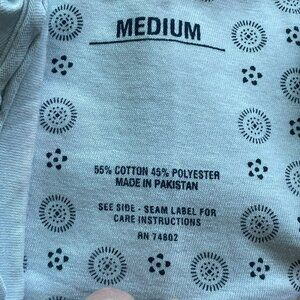 MEDIUM
55% COTTON 45% POLYESTER
MADE IN PAKISTAN
SEE SIDE - SEAM LABEL FOR
CARE INSTRUCTIONS
RN 74802